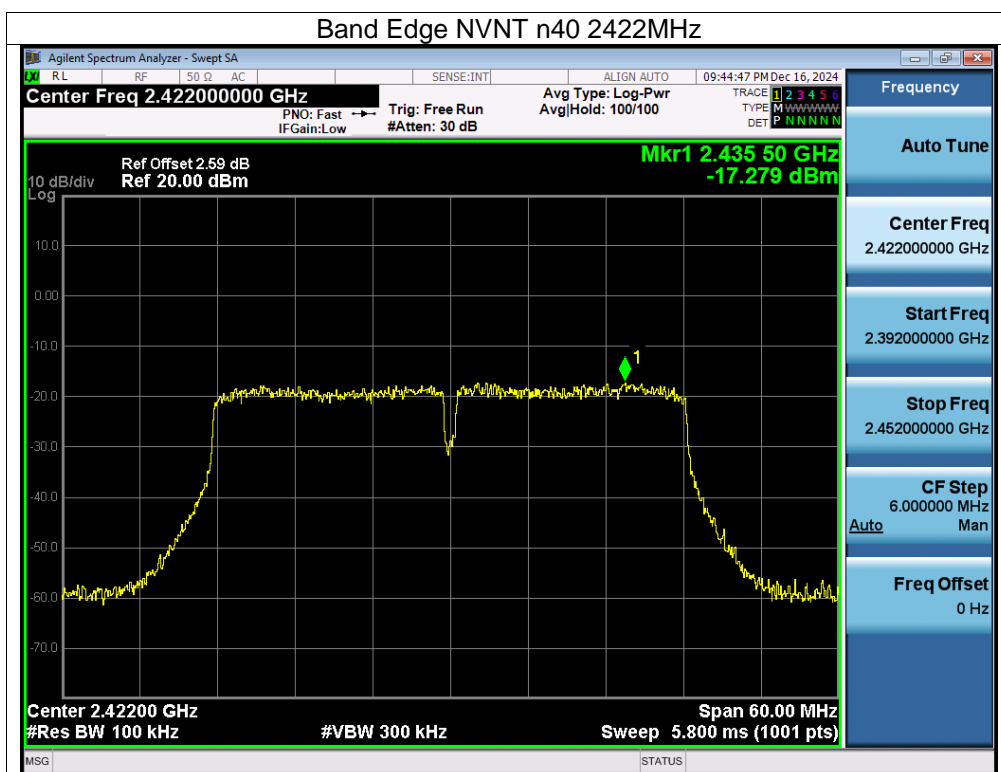 Band Edge NVNT n40 2422MHz
Agilent Spectrum Analyzer - Swept SA
LXI RL RF 50 Ω AC SENSE:INT ALIGN AUTO 09:44:47 PM Dec 16, 2024
Center Freq 2.422000000 GHz
PNO: Fast
IFGain:Low
Trig: Free Run
#Atten: 30 dB
Avg Type: Log-Pwr
Avg|Hold: 100/100
TRACE 1 2 3 4 5 6
TYPE M W W W W W
DET P N N N N N
Mkr1 2.435 50 GHz
-17.279 dBm
Ref Offset 2.59 dB
10 dB/div Ref 20.00 dBm
Log
10.0
0.00
-10.0
1
-20.0
-30.0
-40.0
-50.0
-60.0
-70.0
Center 2.42200 GHz Span 60.00 MHz
#Res BW 100 kHz #VBW 300 kHz Sweep 5.800 ms (1001 pts)
MSG STATUS
Frequency
Auto Tune
Center Freq
2.422000000 GHz
Start Freq
2.392000000 GHz
Stop Freq
2.452000000 GHz
CF Step
6.000000 MHz
Auto Man
Freq Offset
0 Hz